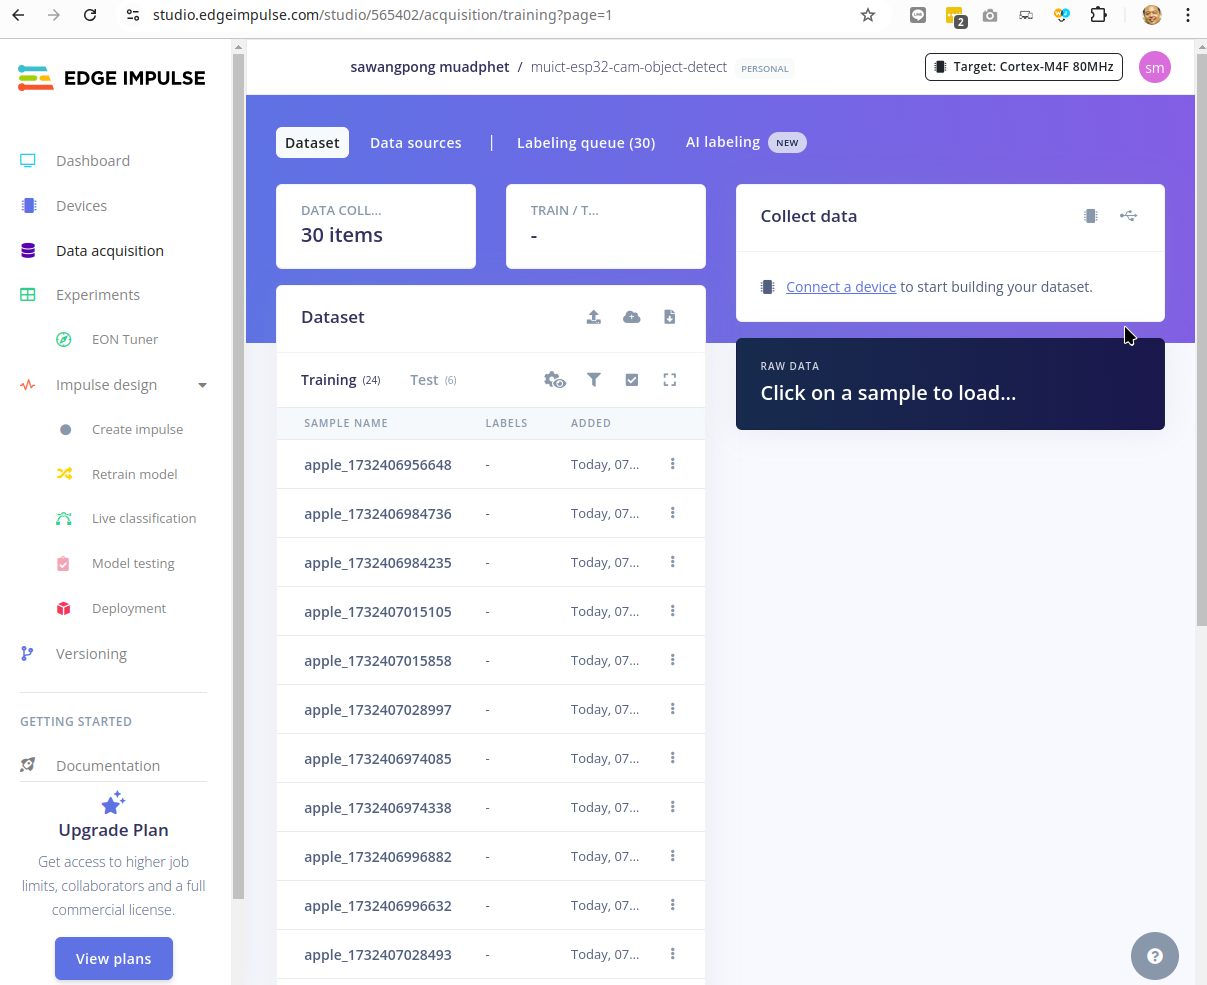 studio.edgeimpulse.com/studio/565402/acquisition/training?page=1
2
EDGE IMPULSE
sawangpong muadphet / muict-esp32-cam-object-detect PERSONAL
Target: Cortex-M4F 80MHz
sm
Dashboard
Devices
Data acquisition
Experiments
EON Tuner
Impulse design
Create impulse
Retrain model
Live classification
Model testing
Deployment
Versioning
GETTING STARTED
Documentation
Upgrade Plan
Get access to higher job
limits, collaborators and a full
commercial license.
View plans
Dataset Data sources | Labeling queue (30) AI labeling NEW
DATA COLL...
30 items
TRAIN / T...
-
Dataset
Training (24) Test (6)
SAMPLE NAME LABELS ADDED
apple_1732406956648 - Today, 07...
apple_1732406984736 - Today, 07...
apple_1732406984235 - Today, 07...
apple_1732407015105 - Today, 07...
apple_1732407015858 - Today, 07...
apple_1732407028997 - Today, 07...
apple_1732406974085 - Today, 07...
apple_1732406974338 - Today, 07...
apple_1732406996882 - Today, 07...
apple_1732406996632 - Today, 07...
apple_1732407028493 - Today, 07...
Collect data
Connect a device to start building your dataset.
RAW DATA
Click on a sample to load...
?